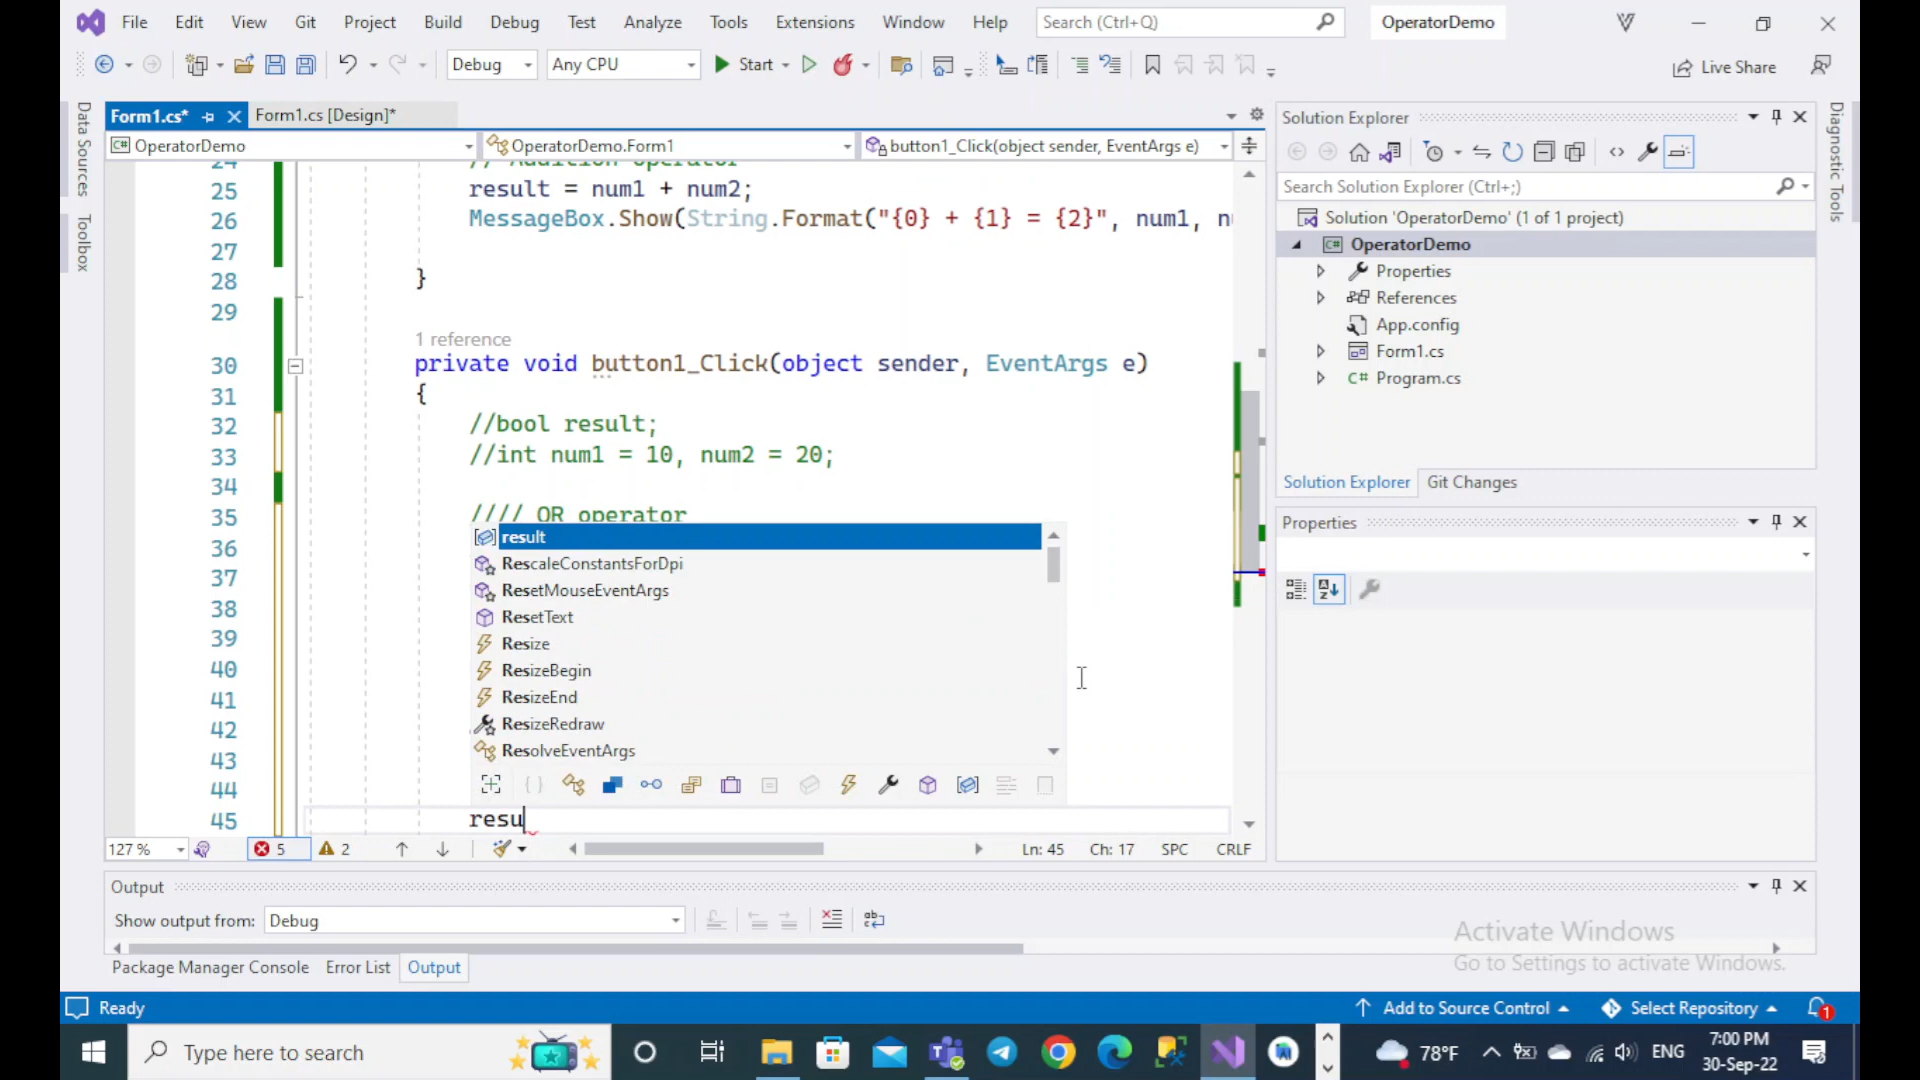 File Edit View Git Project Build Debug Test Analyze Tools Extensions Window Help Search (Ctrl+Q) OperatorDemo
Debug Any CPU Start Live Share
Form1.cs* Form1.cs [Design]*
OperatorDemo OperatorDemo.Form1 button1_Click(object sender, EventArgs e)
24 // Addition operator
25 result = num1 + num2;
26 MessageBox.Show(String.Format("{0} + {1} = {2}", num1, n
27
28 }
29
1 reference
30 private void button1_Click(object sender, EventArgs e)
31 {
32 //bool result;
33 //int num1 = 10, num2 = 20;
34
35 //// OR operator
36 result
37 RescaleConstantsForDpi
38 ResetMouseEventArgs
ResetText
39 Resize
40 ResizeBegin
41 ResizeEnd
42 ResizeRedraw
43 ResolveEventArgs
44
45 resu
127 % 5 2 Ln: 45 Ch: 17 SPC CRLF
Output
Show output from: Debug
Package Manager Console Error List Output
Data Sources
Toolbox
Solution Explorer
Search Solution Explorer (Ctrl+;)
Solution 'OperatorDemo' (1 of 1 project)
C# OperatorDemo
Properties
References
App.config
Form1.cs
C# Program.cs
Solution Explorer Git Changes
Properties
Diagnostic Tools
Activate Windows
Go to Settings to activate Windows.
Ready Add to Source Control Select Repository 1
Type here to search 78°F ENG 7:00 PM
30-Sep-22